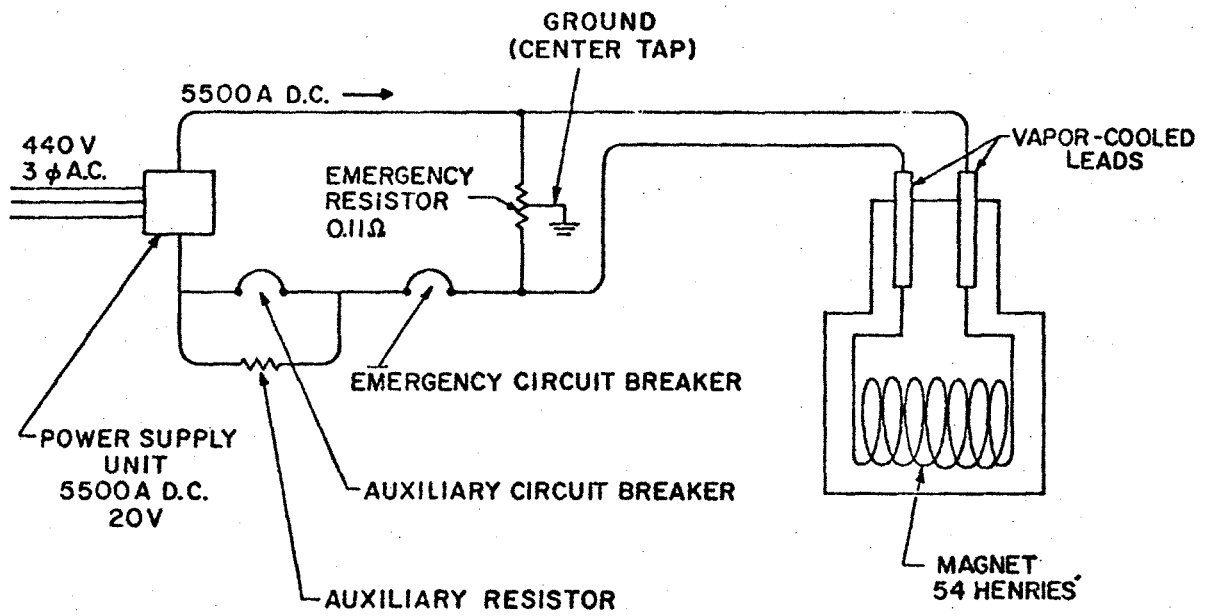 GROUND
(CENTER TAP)
5500A D.C.
440 V
3 ϕ A.C.
EMERGENCY
RESISTOR
0.11Ω
VAPOR-COOLED
LEADS
EMERGENCY CIRCUIT BREAKER
POWER SUPPLY
UNIT
5500A D.C.
20V
AUXILIARY CIRCUIT BREAKER
MAGNET
54 HENRIES
AUXILIARY RESISTOR